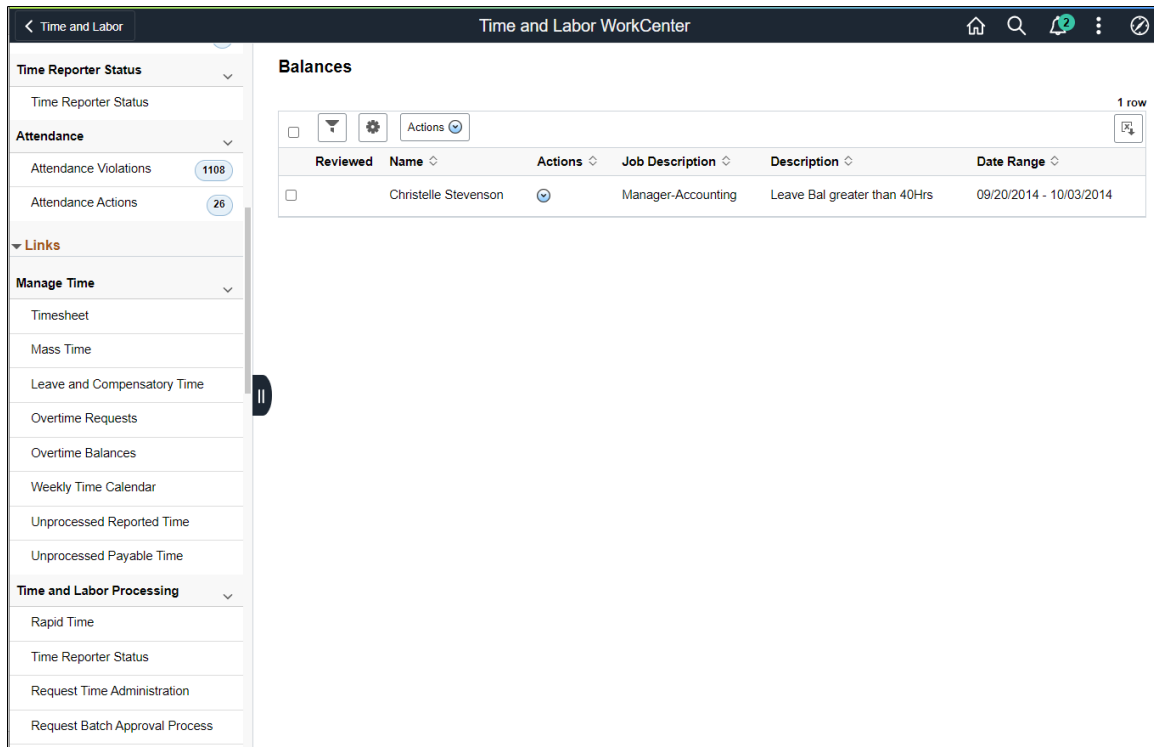 Time and Labor
Time and Labor WorkCenter
2
Time Reporter Status
Time Reporter Status
Attendance
Attendance Violations 1108
Attendance Actions 26
Links
Manage Time
Timesheet
Mass Time
Leave and Compensatory Time
Overtime Requests
Overtime Balances
Weekly Time Calendar
Unprocessed Reported Time
Unprocessed Payable Time
Time and Labor Processing
Rapid Time
Time Reporter Status
Request Time Administration
Request Batch Approval Process
Balances
1 row
Actions
Reviewed Name Actions Job Description Description Date Range
Christelle Stevenson Manager-Accounting Leave Bal greater than 40Hrs 09/20/2014 - 10/03/2014